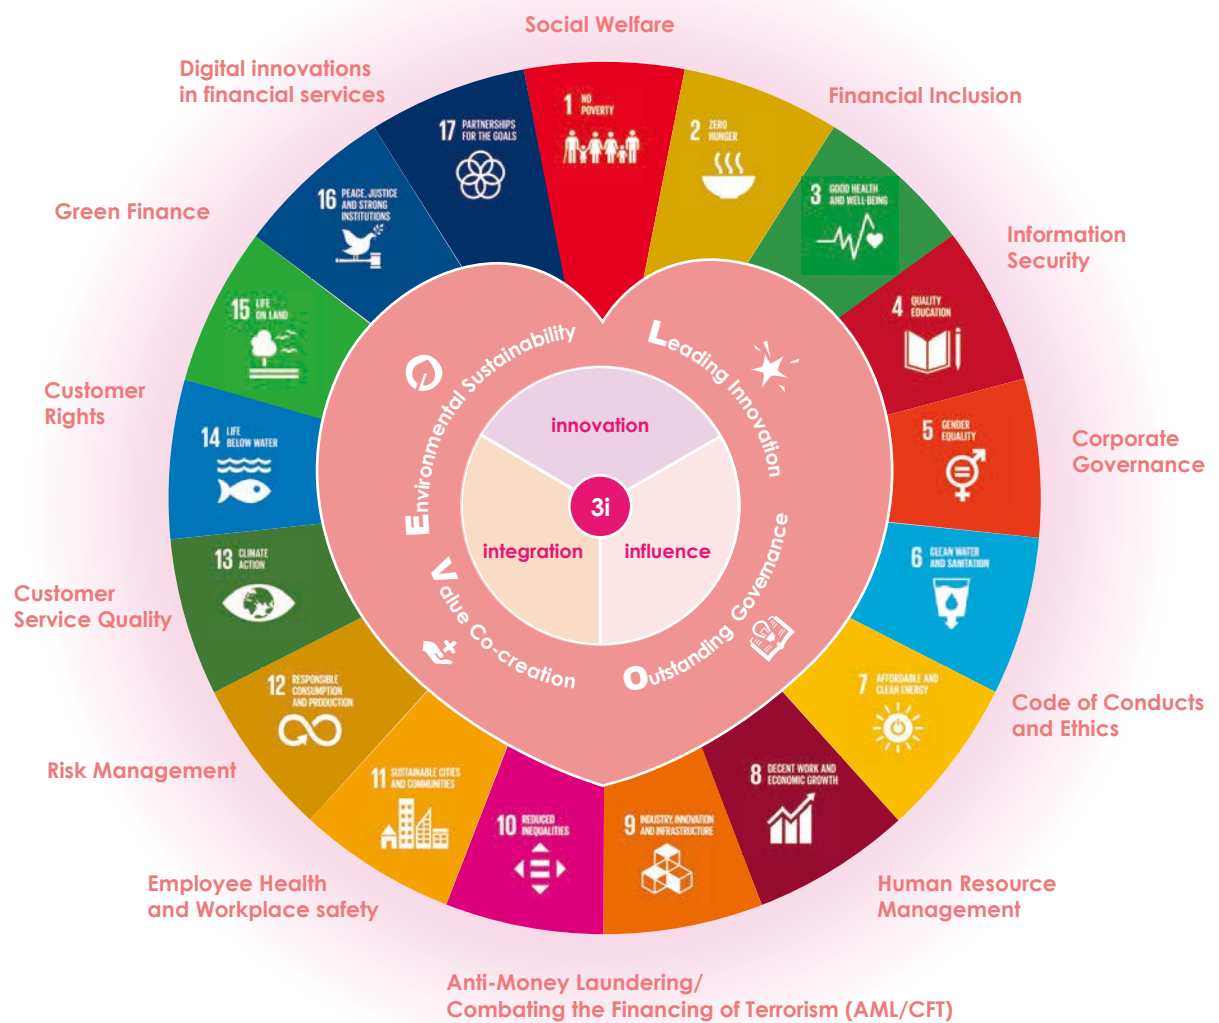 Social Welfare
Digital innovations
in financial services
Financial Inclusion
Green Finance
Information
Security
Customer
Rights
Corporate
Governance
Customer
Service Quality
Code of Conducts
and Ethics
Risk Management
Employee Health
and Workplace safety
Human Resource
Management
Anti-Money Laundering/
Combating the Financing of Terrorism (AML/CFT)
1 NO
POVERTY
2 ZERO
HUNGER
3 GOOD HEALTH
AND WELL-BEING
4 QUALITY
EDUCATION
5 GENDER
EQUALITY
6 CLEAN WATER
AND SANITATION
7 AFFORDABLE AND
CLEAN ENERGY
8 DECENT WORK AND
ECONOMIC GROWTH
9 INDUSTRY, INNOVATION
AND INFRASTRUCTURE
10 REDUCED
INEQUALITIES
11 SUSTAINABLE CITIES
AND COMMUNITIES
12 RESPONSIBLE
CONSUMPTION
AND PRODUCTION
13 CLIMATE
ACTION
14 LIFE
BELOW WATER
15 LIFE
ON LAND
16 PEACE, JUSTICE
AND STRONG
INSTITUTIONS
17 PARTNERSHIPS
FOR THE GOALS
Leading Innovation
Outstanding Governance
Value Co-creation
Environmental Sustainability
innovation
3i
integration
influence